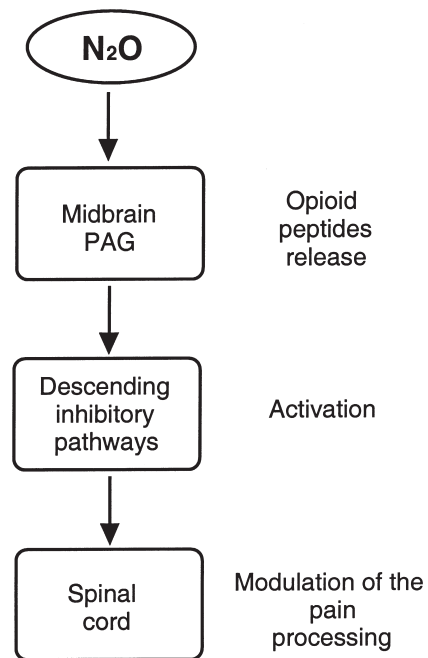 N2O
Midbrain
PAG
Opioid
peptides
release
Descending
inhibitory
pathways
Activation
Spinal
cord
Modulation of the
pain
processing